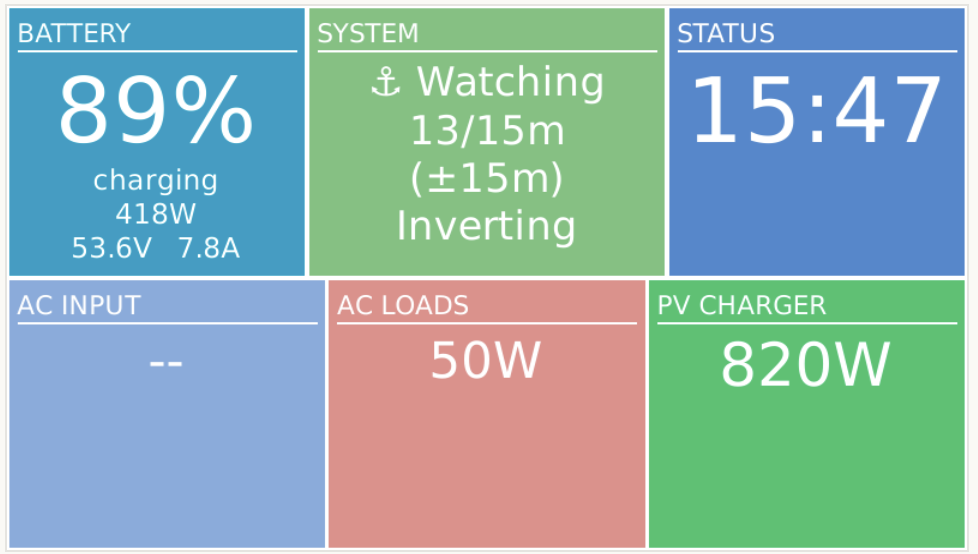 BATTERY
89%
charging
418W
53.6V 7.8A
SYSTEM
⚓ Watching
13/15m
(±15m)
Inverting
STATUS
15:47
AC INPUT
--
AC LOADS
50W
PV CHARGER
820W